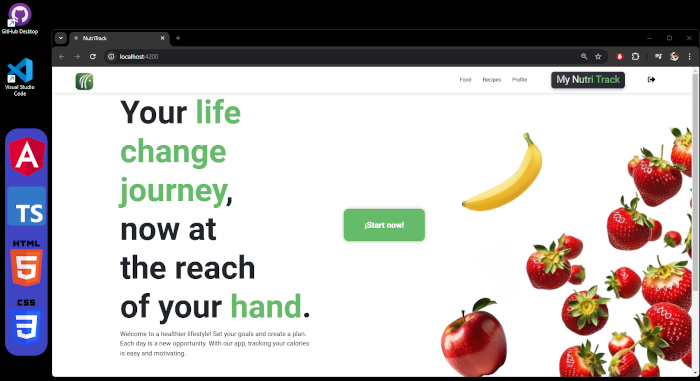 GitHub Desktop
Visual Studio
Code
TS
HTML
5
CSS
3
NutriTrack
localhost:4200
Food
Recipes
Profile
My Nutri Track
Your life
change
journey,
now at
the reach
of your hand.
Welcome to a healthier lifestyle! Set your goals and create a plan.
Each day is a new opportunity. With our app, tracking your calories
is easy and motivating.
¡Start now!